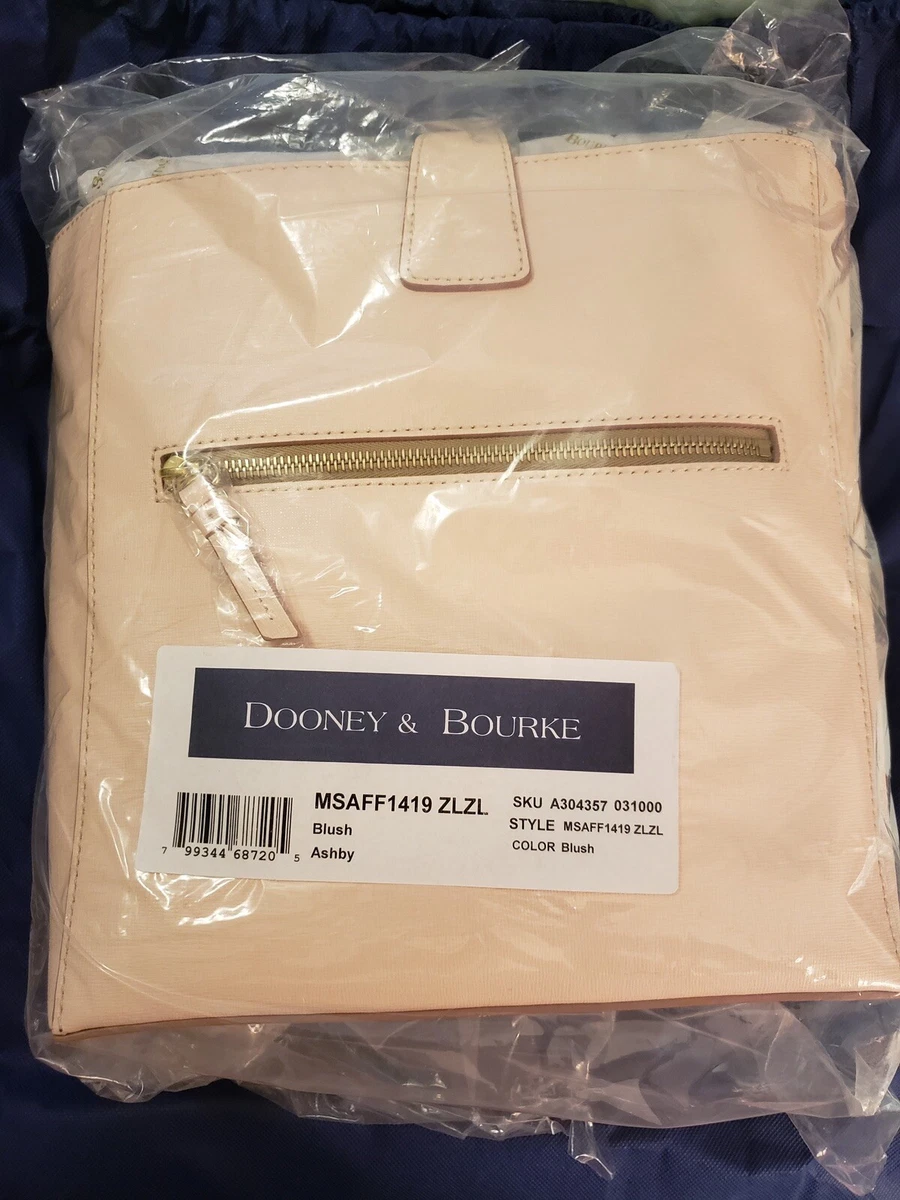 DOONEY & BOURKE
MSAFF1419 ZLZL
Blush
Ashby
7 99344 68720 5
SKU A304357 031000
STYLE MSAFF1419 ZLZL
COLOR Blush